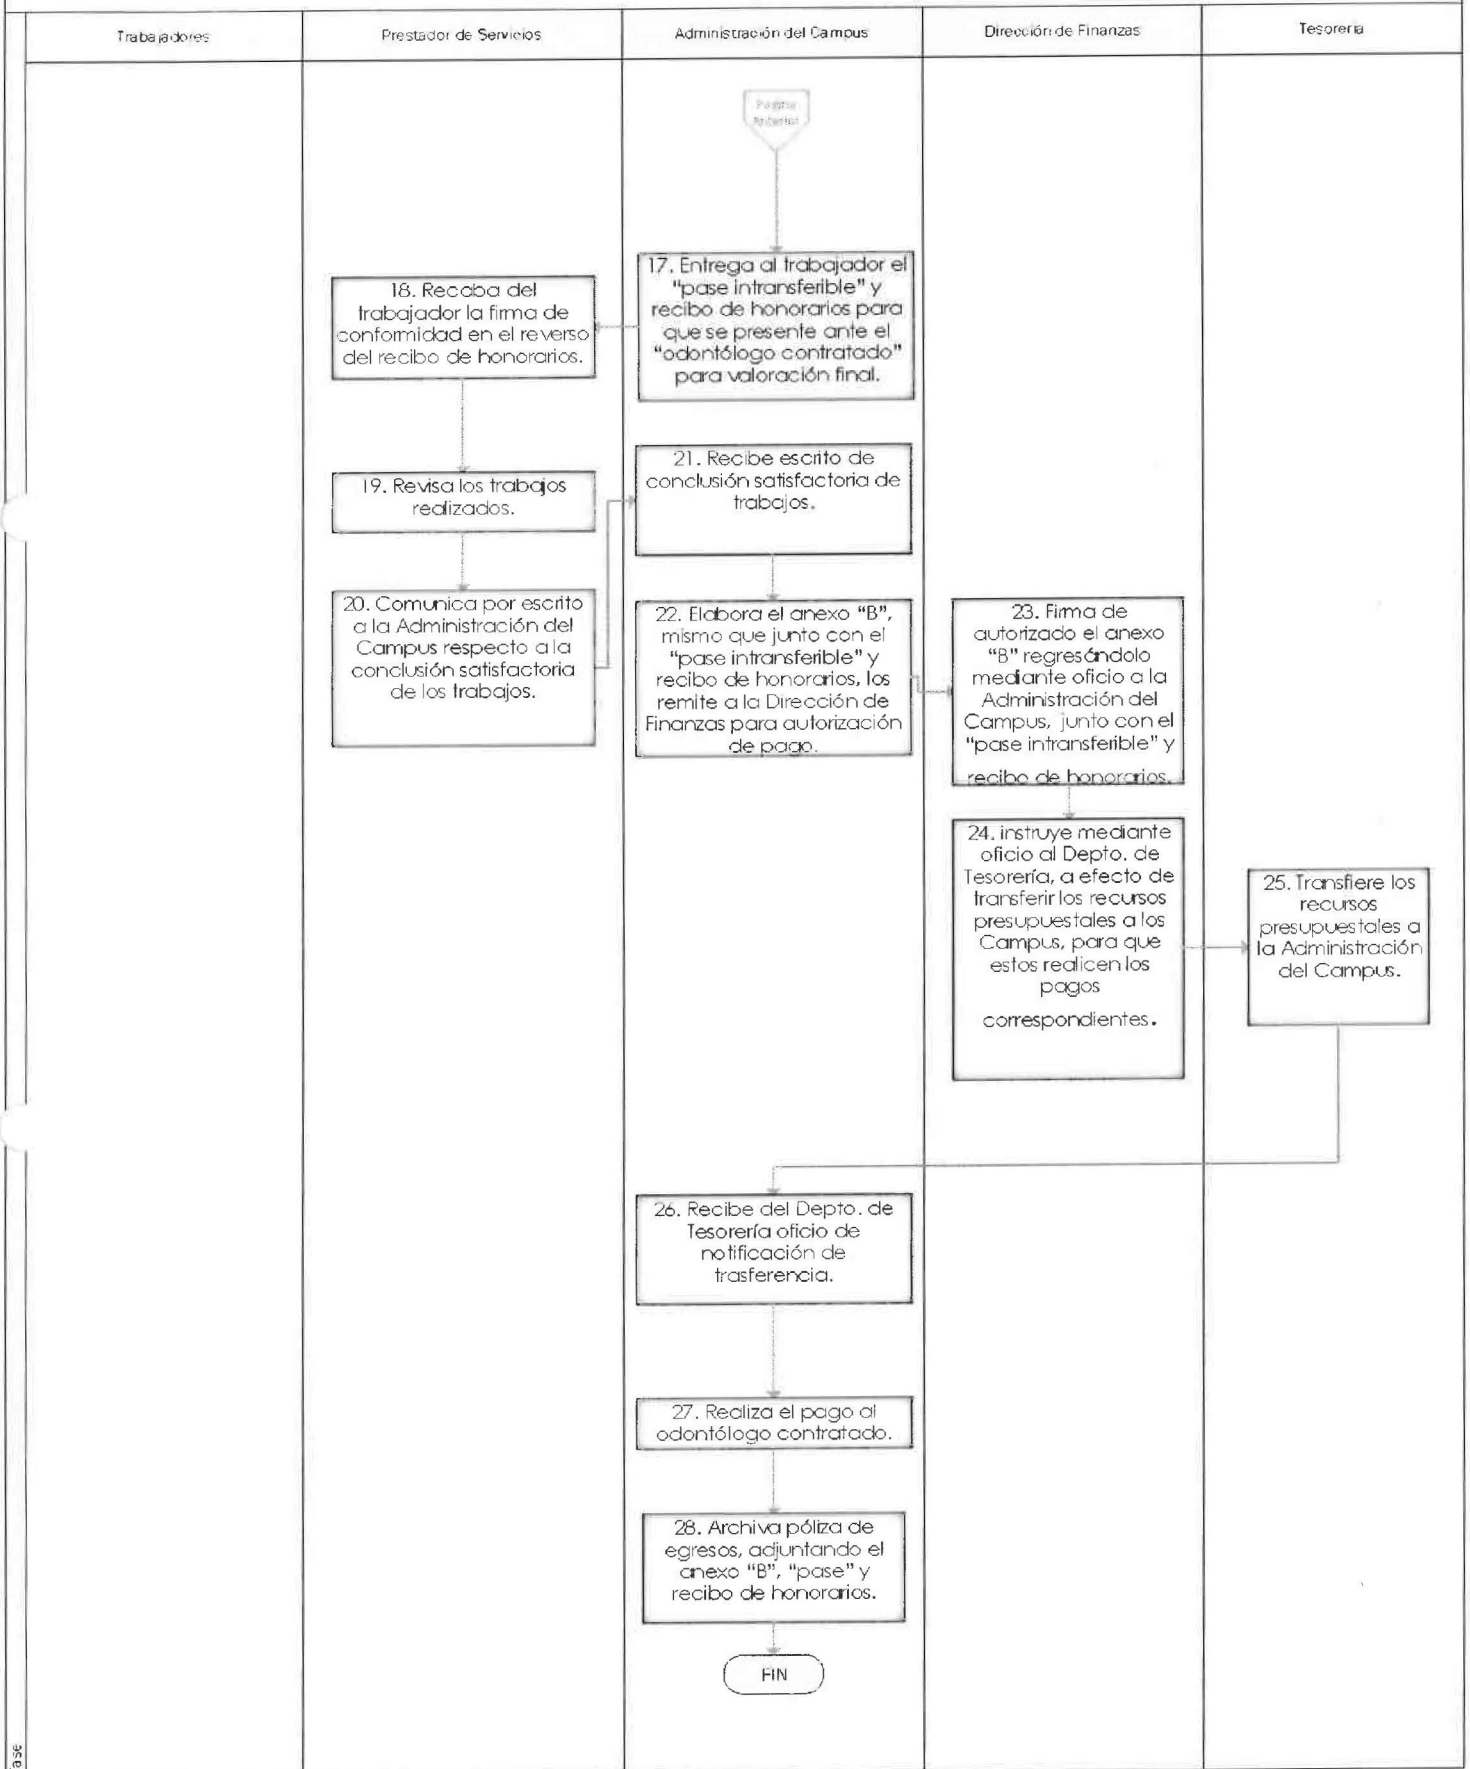 Trabajadores
Prestador de Servicios
Administración del Campus
Dirección de Finanzas
Tesoreria
Pagina
Anterior
17. Entrega al trabajador el
"pase intransferible" y
recibo de honorarios para
que se presente ante el
"odontólogo contratado"
para valoración final.
18. Recaba del
trabajador la firma de
conformidad en el reverso
del recibo de honorarios.
19. Revisa los trabajos
realizados.
20. Comunica por escrito
a la Administración del
Campus respecto a la
conclusión satisfactoria
de los trabajos.
21. Recibe escrito de
conclusión satisfactoria de
trabajos.
22. Elabora el anexo "B",
mismo que junto con el
"pase intransferible" y
recibo de honorarios, los
remite a la Dirección de
Finanzas para autorización
de pago.
23. Firma de
autorizado el anexo
"B" regresándolo
mediante oficio a la
Administración del
Campus, junto con el
"pase intransferible" y
recibo de honorarios.
24. instruye mediante
oficio al Depto. de
Tesorería, a efecto de
transferir los recursos
presupuestales a los
Campus, para que
estos realicen los
pagos
correspondientes.
25. Transfiere los
recursos
presupuestales a
la Administración
del Campus.
26. Recibe del Depto. de
Tesorería oficio de
notificación de
trasferencia.
27. Realiza el pago al
odontólogo contratado.
28. Archiva póliza de
egresos, adjuntando el
anexo "B", "pase" y
recibo de honorarios.
FIN
ase